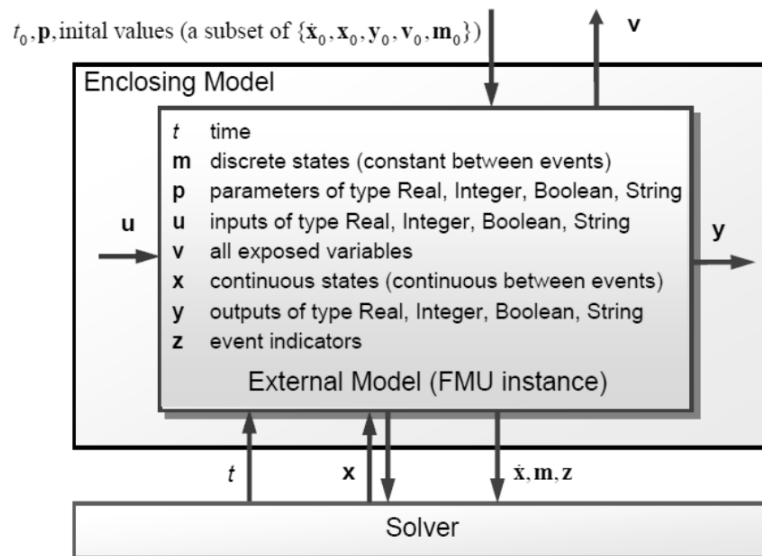 t₀,p,inital values (a subset of {ẋ₀,x₀,y₀,v₀,m₀})
v
Enclosing Model
t time
m discrete states (constant between events)
p parameters of type Real, Integer, Boolean, String
u inputs of type Real, Integer, Boolean, String
v all exposed variables
x continuous states (continuous between events)
y outputs of type Real, Integer, Boolean, String
z event indicators
External Model (FMU instance)
u
y
t
x
ẋ,m,z
Solver